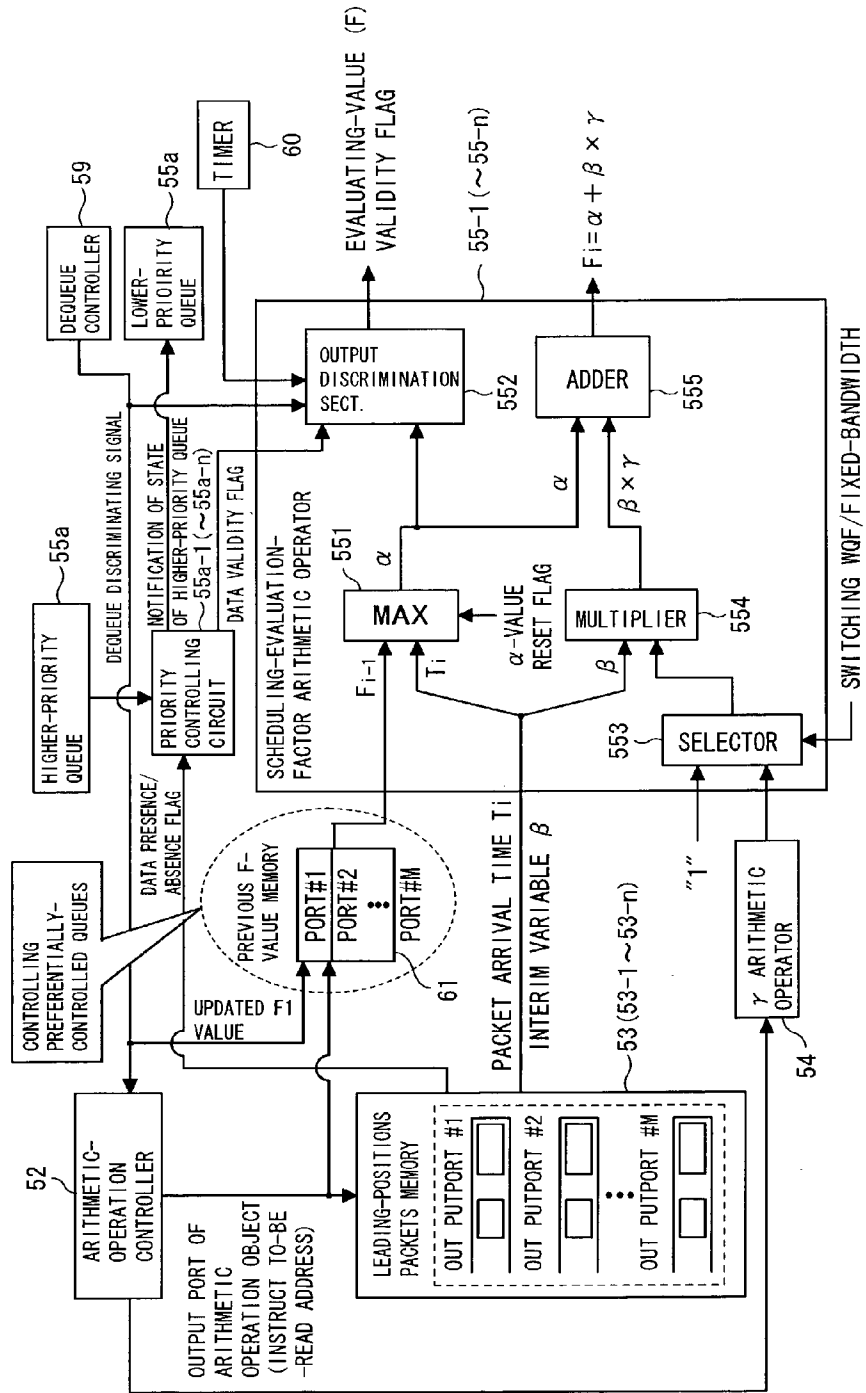 59
DEQUEUE
CONTROLLER
55a
LOWER-
PRIOIRITY
QUEUE
TIMER
60
EVALUATING-VALUE (F)
VALIDITY FLAG
55a
HIGHER-PRIORITY
QUEUE
DEQUEUE DISCRIMINATING SIGNAL
NOTIFICATION OF STATE
OF HIGHER-PRIORITY QUEUE
55a-1(~55a-n)
DATA VALIDITY FLAG
PRIORITY
CONTROLLING
CIRCUIT
DATA PRESENCE/
ABSENCE FLAG
CONTROLLING
PREFERENTIALLY-
CONTROLLED QUEUES
PREVIOUS F-
VALUE MEMORY
PORT#1
PORT#2
PORT#M
61
UPDATED F1
VALUE
52
ARITHMETIC-
OPERATION
CONTROLLER
OUTPUT PORT OF
ARITHMETIC
OPERATION OBJECT
(INSTRUCT TO-BE
-READ ADDRESS)
SCHEDULING-EVALUATION-
FACTOR ARITHMETIC OPERATOR
OUTPUT
DISCRIMINATION
SECT.
552
55-1(~55-n)
551
MAX
α
Fi-1
Ti
α-VALUE
RESET FLAG
α
ADDER
555
Fi=α+β×γ
β×γ
MULTIPLIER
554
β
553
SELECTOR
"1"
SWITCHING WQF/FIXED-BANDWIDTH
PACKET ARRIVAL TIME Ti
INTERIM VARIABLE β
53(53-1~53-n)
LEADING-POSITIONS
PACKETS MEMORY
OUT PUTPORT #1
OUT PUTPORT #2
OUT PUTPORT #M
γ ARITHMETIC
OPERATOR
54